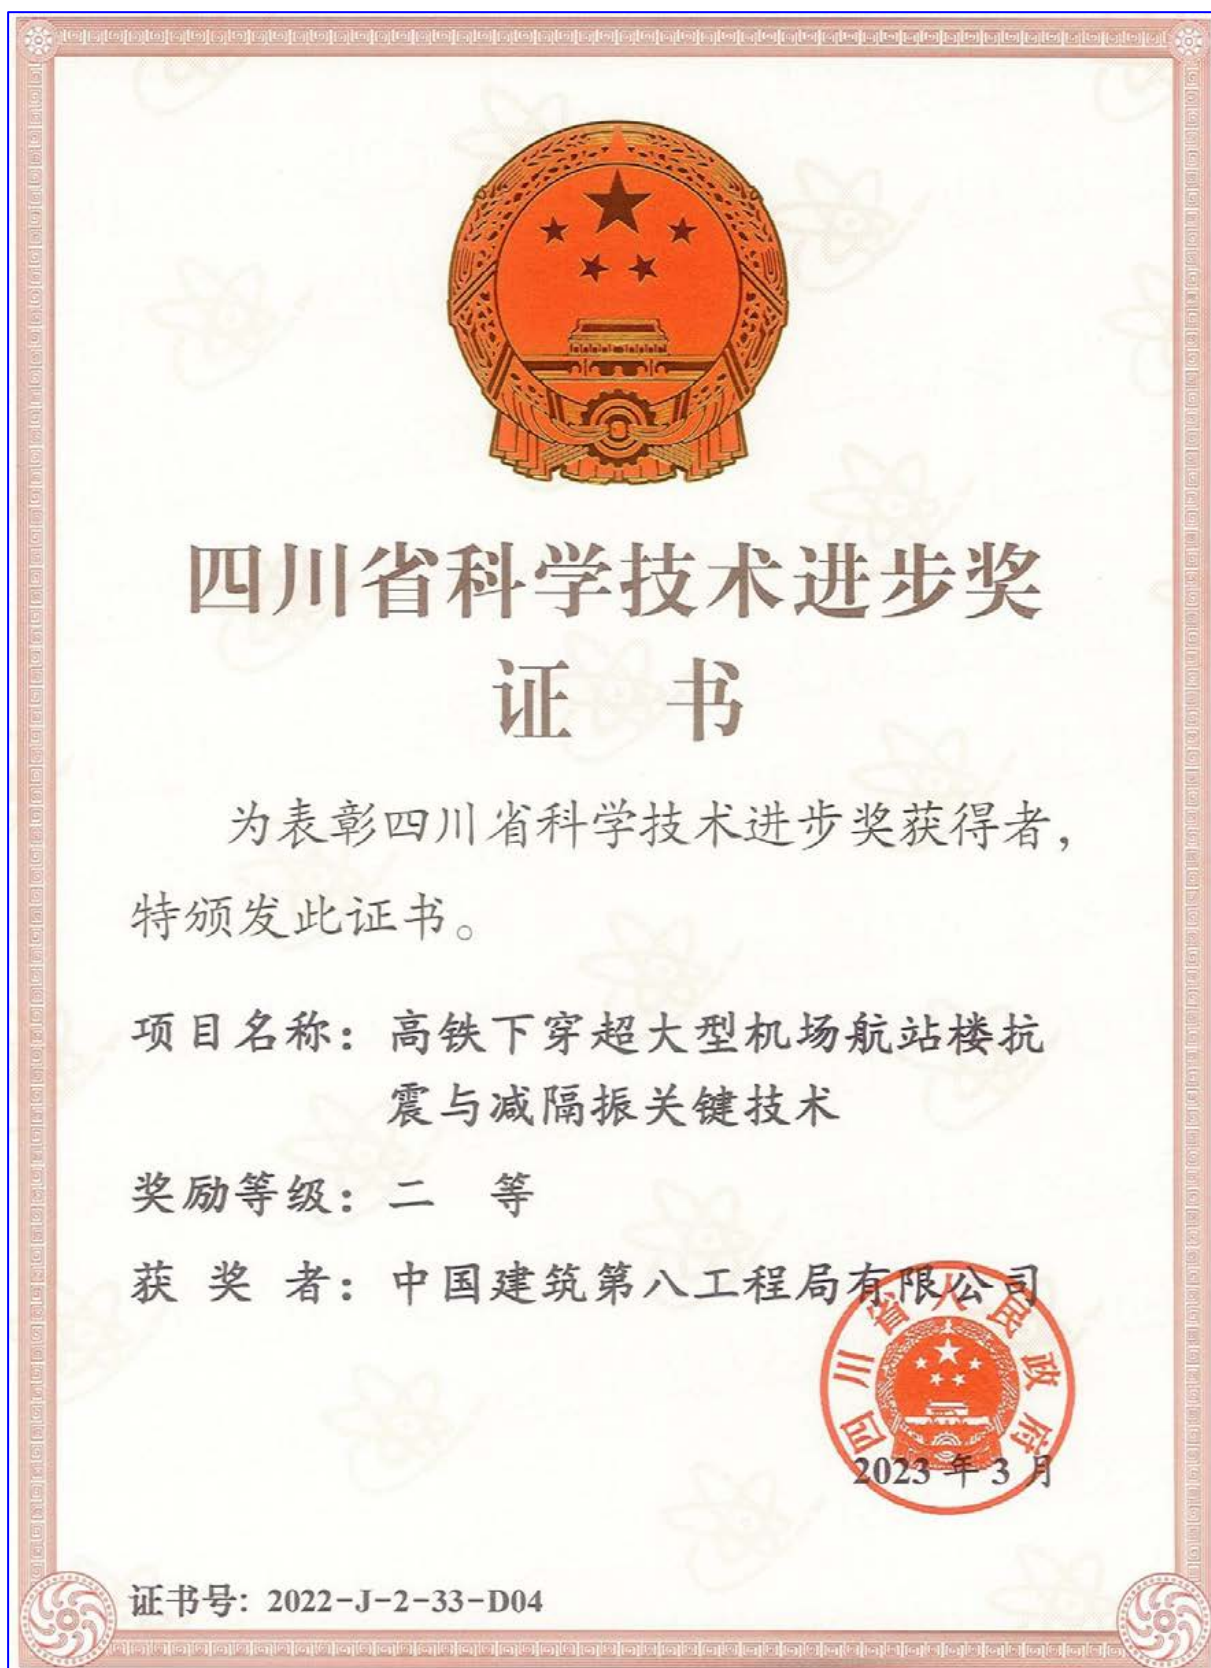 四川省科学技术进步奖
证 书
为表彰四川省科学技术进步奖获得者，
特颁发此证书。
项目名称：高铁下穿超大型机场航站楼抗
震与减隔振关键技术
奖励等级：二 等
获 奖 者：中国建筑第八工程局有限公司
四川省人民政府
2023 年 3 月
证书号：2022-J-2-33-D04